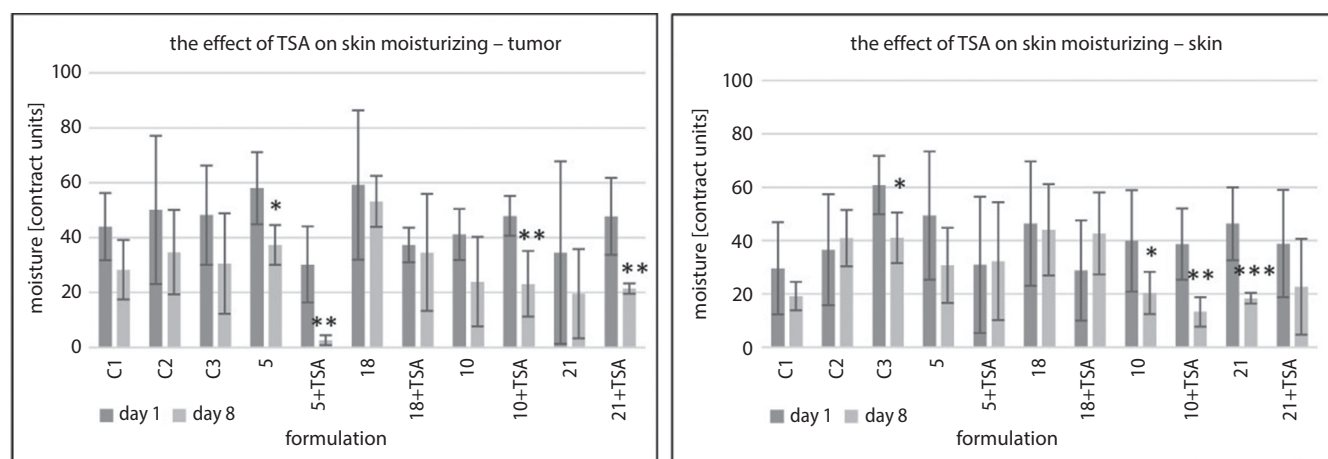 the effect of TSA on skin moisturizing – tumor
moisture [contract units]
100
80
60
40
20
0
*
**
**
**
C1
C2
C3
5
5+TSA
18
18+TSA
10
10+TSA
21
21+TSA
day 1 day 8
formulation
the effect of TSA on skin moisturizing – skin
moisture [contract units]
100
80
60
40
20
0
*
*
**
***
C1
C2
C3
5
5+TSA
18
18+TSA
10
10+TSA
21
21+TSA
day 1 day 8
formulation